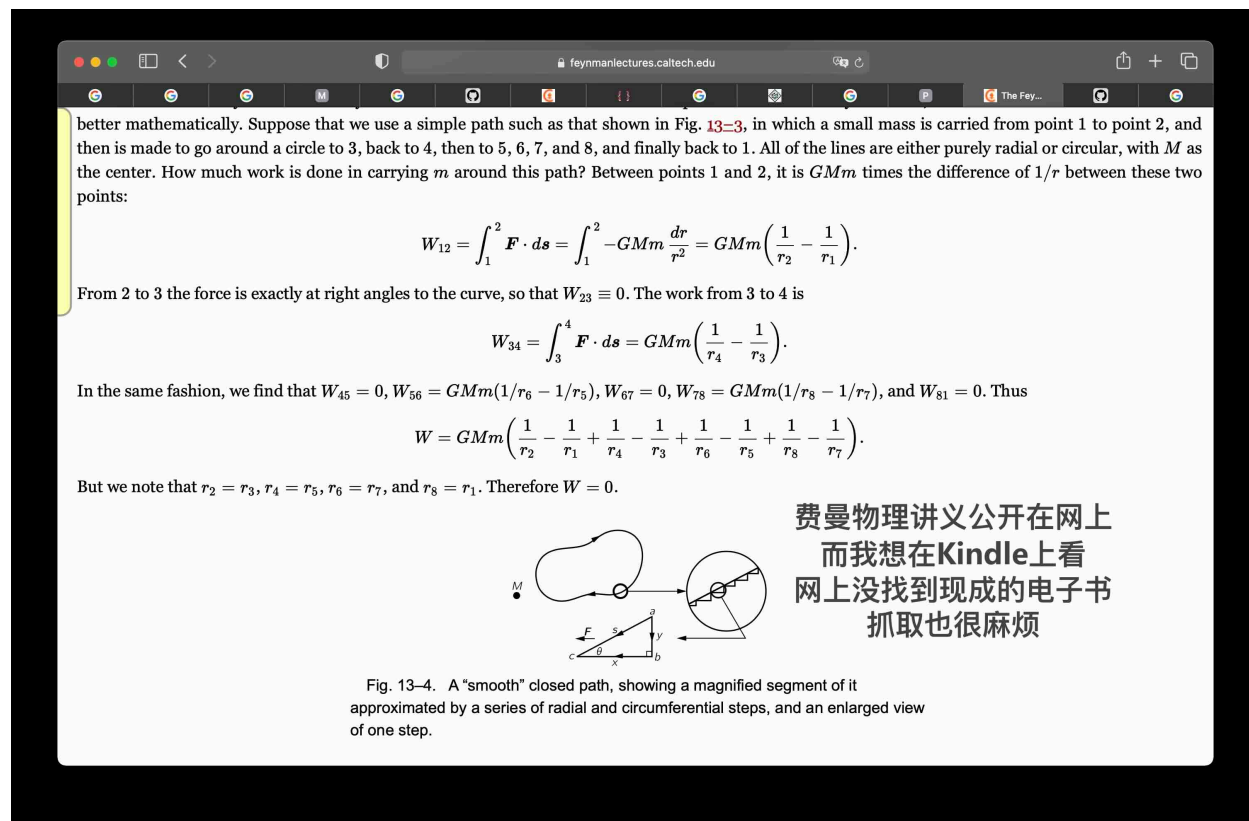 feynmanlectures.caltech.edu
M
{ }
P
The Fey...
better mathematically. Suppose that we use a simple path such as that shown in Fig. 13–3, in which a small mass is carried from point 1 to point 2, and
then is made to go around a circle to 3, back to 4, then to 5, 6, 7, and 8, and finally back to 1. All of the lines are either purely radial or circular, with M as
the center. How much work is done in carrying m around this path? Between points 1 and 2, it is GMm times the difference of 1/r between these two
points:
W₁₂ = ∫₁² F · ds = ∫₁² −GMm dr/r² = GMm(1/r₂ − 1/r₁).
From 2 to 3 the force is exactly at right angles to the curve, so that W₂₃ ≡ 0. The work from 3 to 4 is
W₃₄ = ∫₃⁴ F · ds = GMm(1/r₄ − 1/r₃).
In the same fashion, we find that W₄₅ = 0, W₅₆ = GMm(1/r₆ − 1/r₅), W₆₇ = 0, W₇₈ = GMm(1/r₈ − 1/r₇), and W₈₁ = 0. Thus
W = GMm(1/r₂ − 1/r₁ + 1/r₄ − 1/r₃ + 1/r₆ − 1/r₅ + 1/r₈ − 1/r₇).
But we note that r₂ = r₃, r₄ = r₅, r₆ = r₇, and r₈ = r₁. Therefore W = 0.
费曼物理讲义公开在网上
而我想在Kindle上看
网上没找到现成的电子书
抓取也很麻烦
M
a
F
s
y
c
θ
x
b
Fig. 13–4. A “smooth” closed path, showing a magnified segment of it
approximated by a series of radial and circumferential steps, and an enlarged view
of one step.